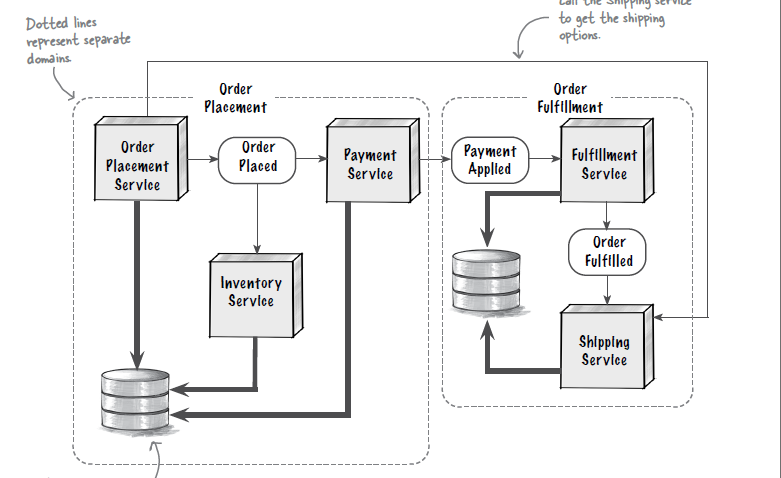 Call the Shipping service
to get the shipping
options.
Dotted lines
represent separate
domains.
Order
Placement
Order
Fulfillment
Order
Placement
Service
Order
Placed
Payment
Service
Payment
Applied
Fulfillment
Service
Order
Fulfilled
Inventory
Service
Shipping
Service